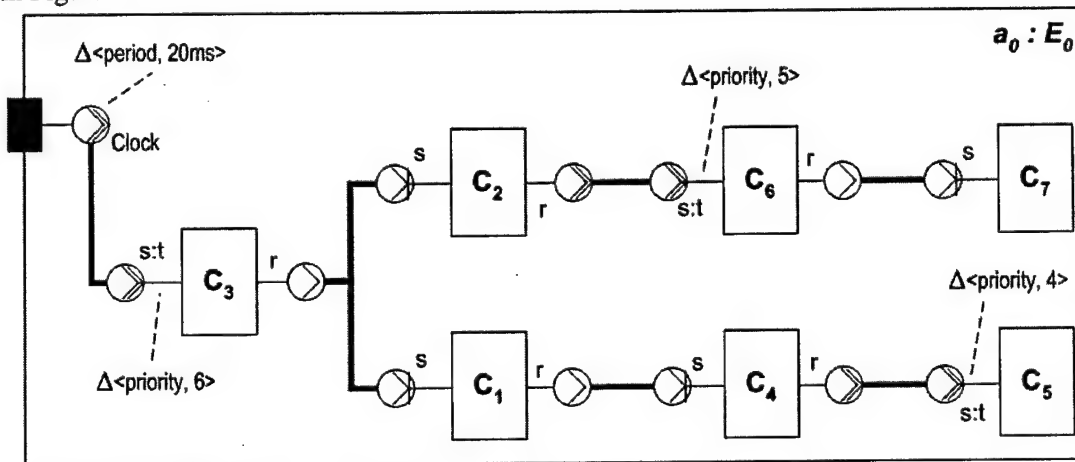 a₀ : E₀
Δ<period, 20ms>
Clock
Δ<priority, 5>
s
C₂
r
s:t
C₆
r
s
C₇
s:t
C₃
r
Δ<priority, 6>
s
C₁
r
s
C₄
r
Δ<priority, 4>
s:t
C₅